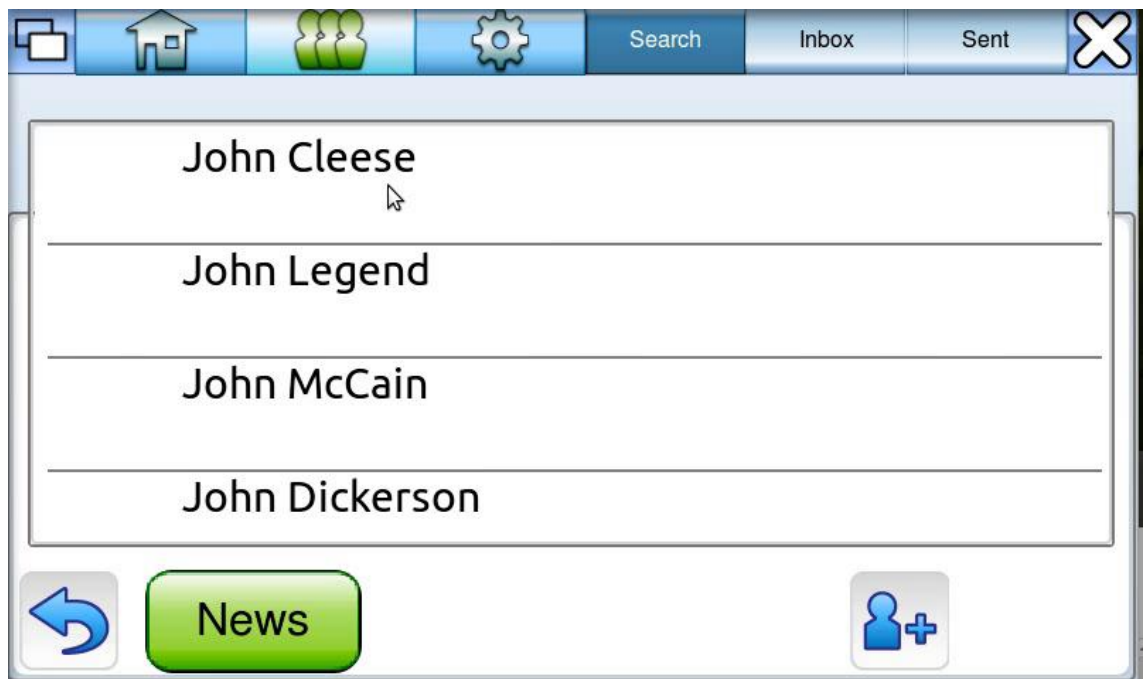 Search Inbox Sent
John Cleese
John Legend
John McCain
John Dickerson
News